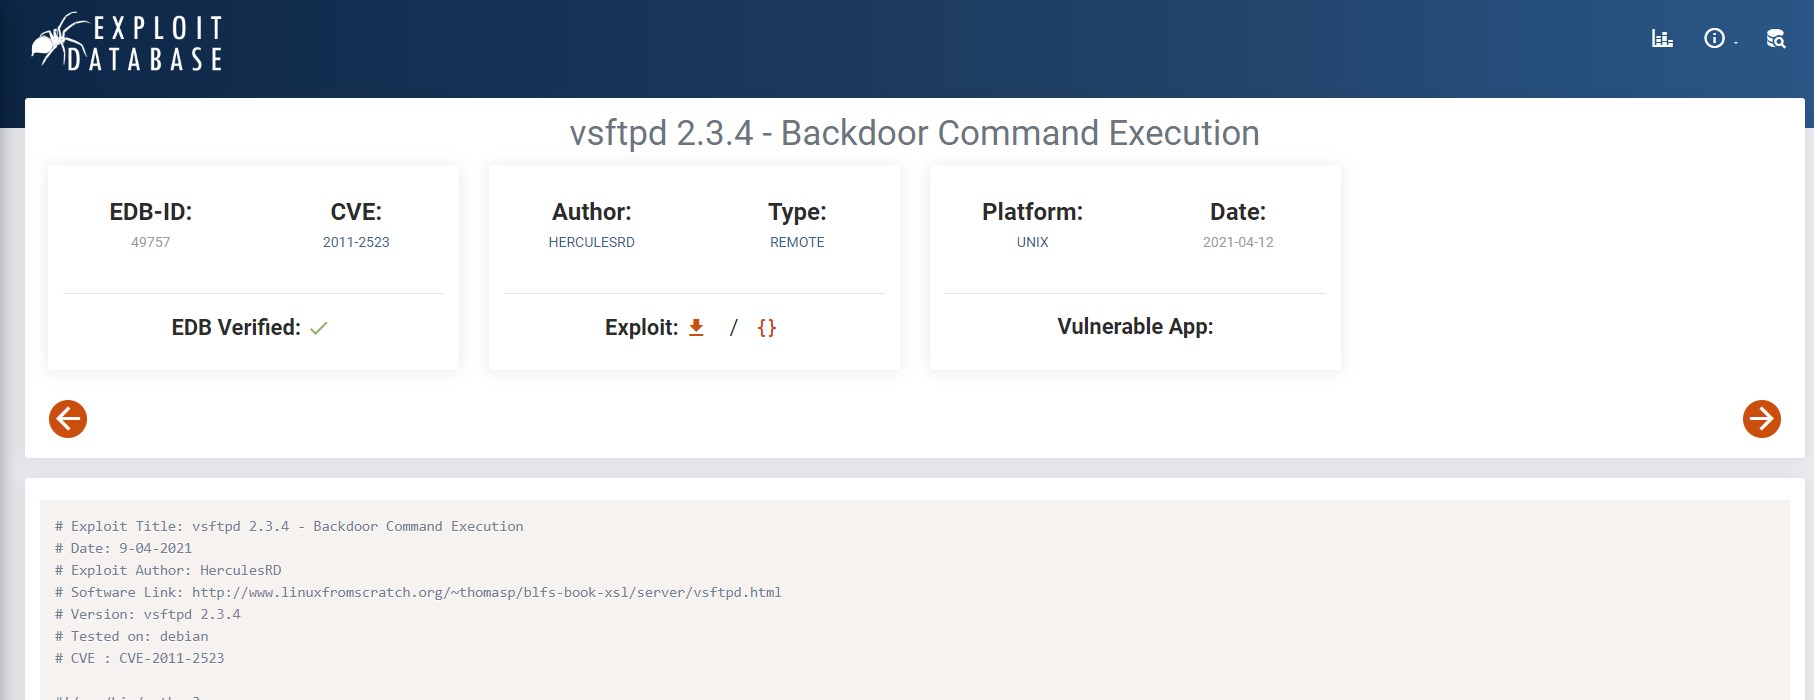 EXPLOIT
DATABASE
vsftpd 2.3.4 - Backdoor Command Execution
EDB-ID:
49757
CVE:
2011-2523
EDB Verified:
Author:
HERCULESRD
Type:
REMOTE
Exploit: / {}
Platform:
UNIX
Date:
2021-04-12
Vulnerable App:
# Exploit Title: vsftpd 2.3.4 - Backdoor Command Execution
# Date: 9-04-2021
# Exploit Author: HerculesRD
# Software Link: http://www.linuxfromscratch.org/~thomasp/blfs-book-xsl/server/vsftpd.html
# Version: vsftpd 2.3.4
# Tested on: debian
# CVE : CVE-2011-2523